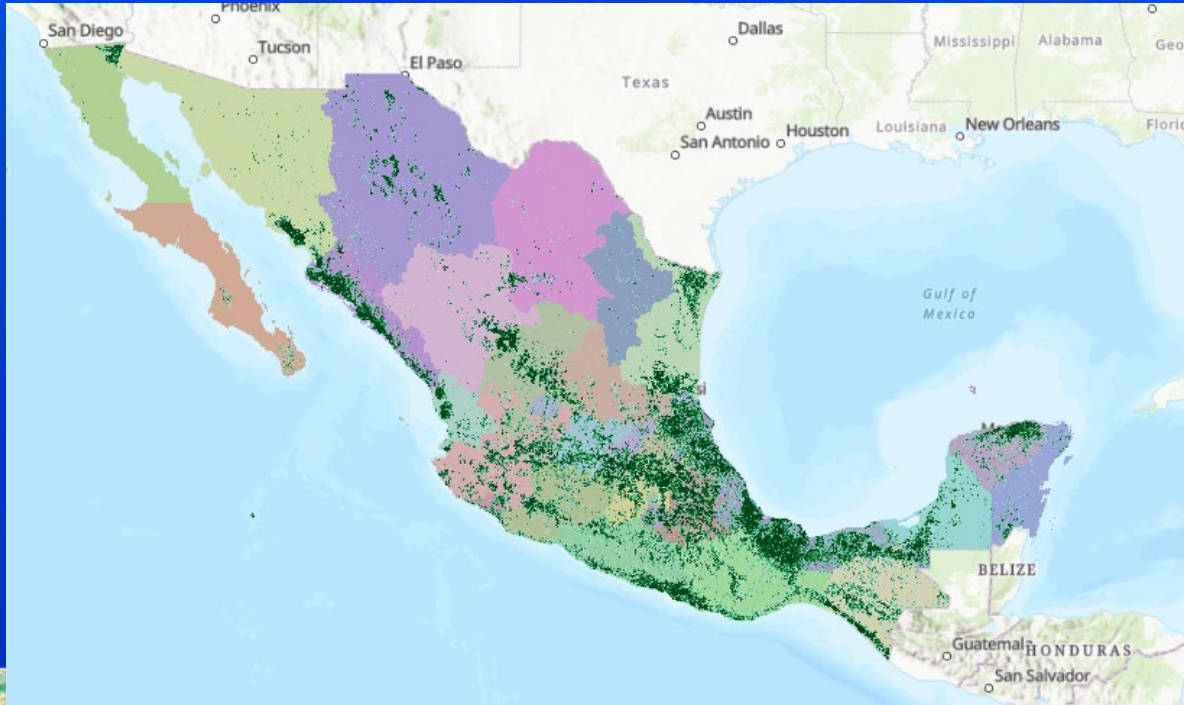 Phoenix
San Diego
Tucson
El Paso
Dallas
Mississippi
Alabama
Texas
Austin
San Antonio
Houston
Louisiana
New Orleans
Gulf of
Mexico
BELIZE
Guatemala
HONDURAS
San Salvador